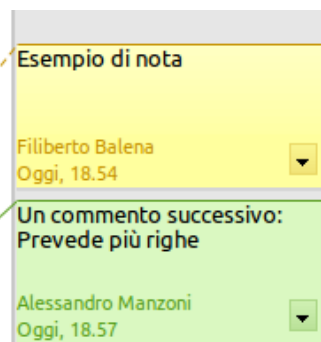 Esempio di nota
Filiberto Balena
Oggi, 18.54
Un commento successivo:
Prevede più righe
Alessandro Manzoni
Oggi, 18.57